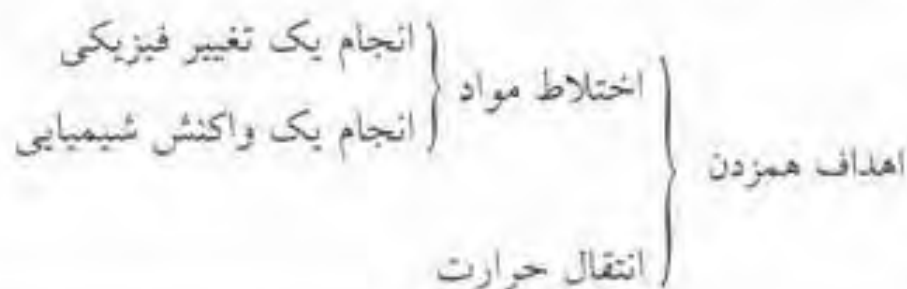 اهداف همزدن
اختلاط مواد
انجام یک تغییر فیزیکی
انجام یک واکنش شیمیایی
انتقال حرارت